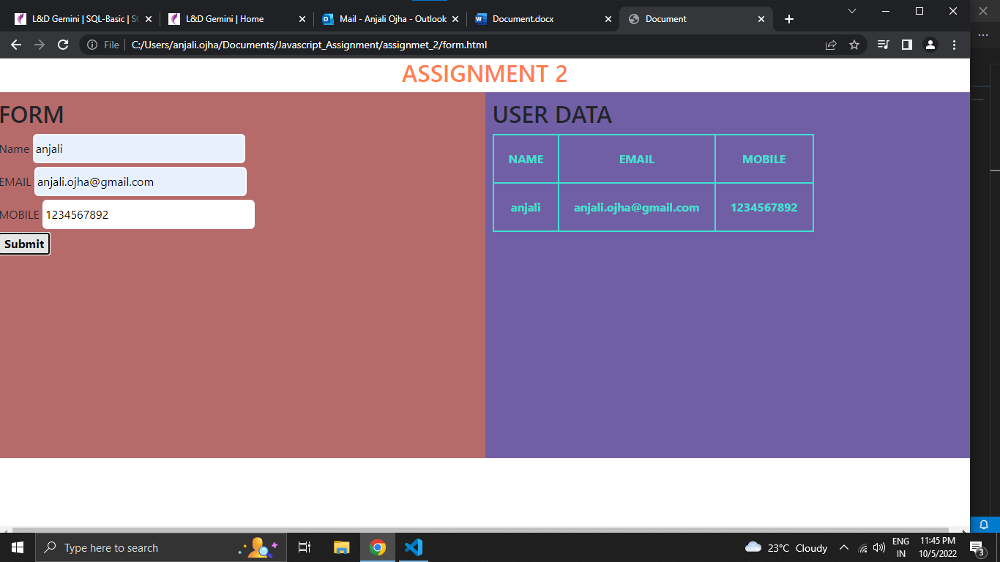 L&D Gemini | SQL-Basic | SQ
L&D Gemini | Home
Mail - Anjali Ojha - Outlook
Document.docx
Document
File
C:/Users/anjali.ojha/Documents/Javascript_Assignment/assignmet_2/form.html
ASSIGNMENT 2
FORM
Name anjali
EMAIL anjali.ojha@gmail.com
MOBILE 1234567892
Submit
USER DATA
NAME EMAIL MOBILE
anjali anjali.ojha@gmail.com 1234567892
Type here to search
23°C Cloudy
ENG
IN
11:45 PM
10/5/2022
3